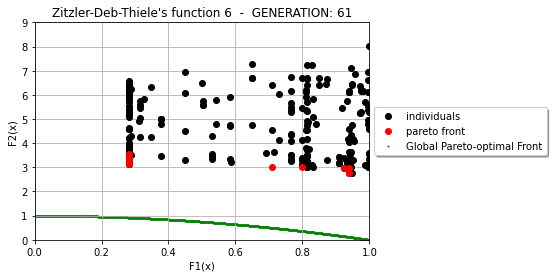 Zitzler-Deb-Thiele's function 6 - GENERATION: 61
9
8
7
6
5
4
3
2
1
0
F2(x)
0.0 0.2 0.4 0.6 0.8 1.0
F1(x)
individuals
pareto front
Global Pareto-optimal Front